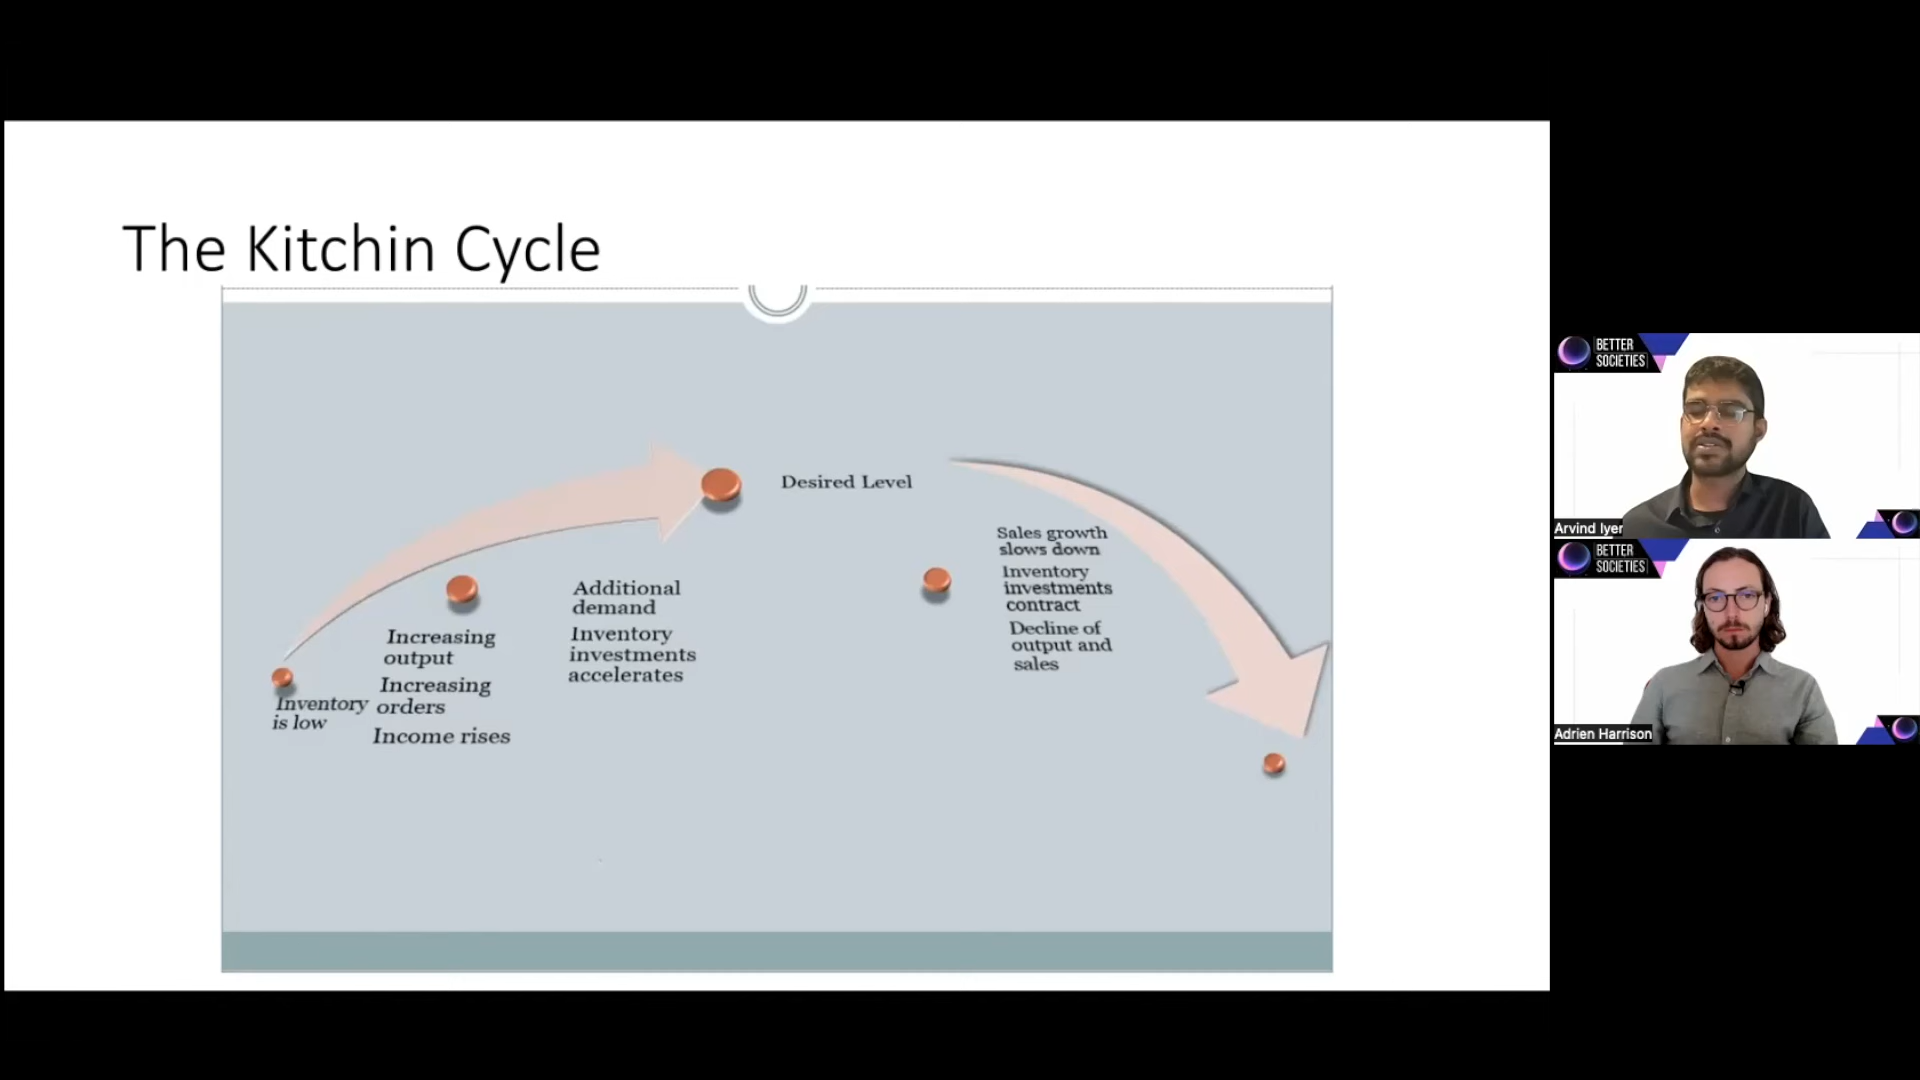 The Kitchin Cycle
Desired Level
Inventory
is low
Increasing
output
Increasing
orders
Income rises
Additional
demand
Inventory
investments
accelerates
Sales growth
slows down
Inventory
investments
contract
Decline of
output and
sales
BETTER
SOCIETIES
Arvind Iyer
BETTER
SOCIETIES
Adrien Harrison